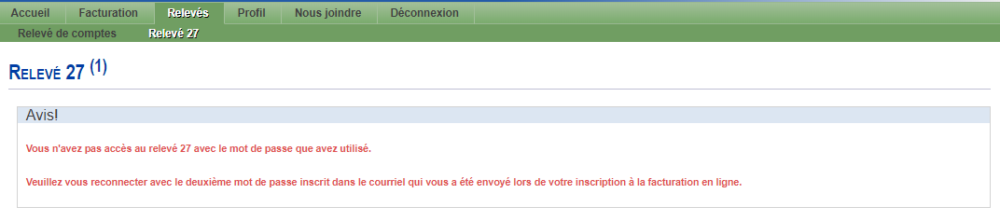 Accueil Facturation Relevés Profil Nous joindre Déconnexion
Relevé de comptes Relevé 27
Relevé 27 (1)
Avis!
Vous n'avez pas accès au relevé 27 avec le mot de passe que avez utilisé.
Veuillez vous reconnecter avec le deuxième mot de passe inscrit dans le courriel qui vous a été envoyé lors de votre inscription à la facturation en ligne.